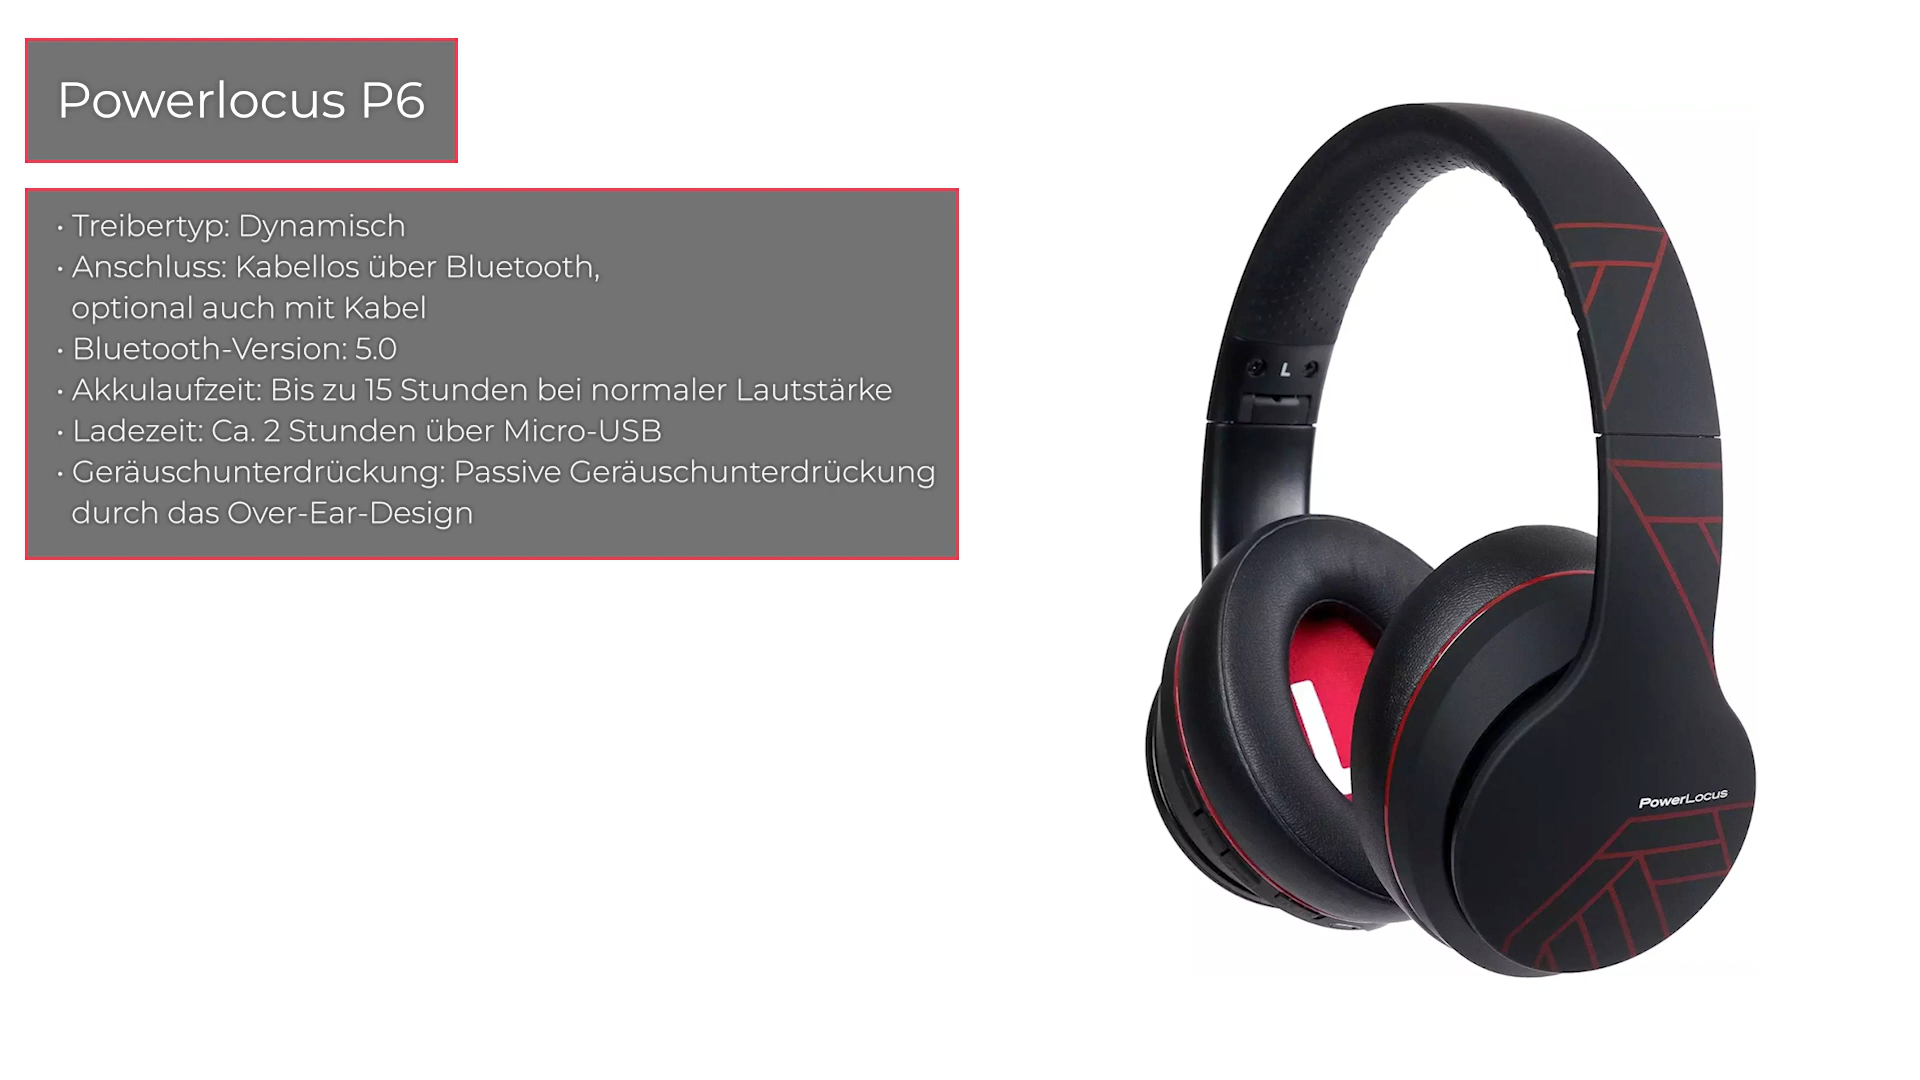 Powerlocus P6
• Treibertyp: Dynamisch
• Anschluss: Kabellos über Bluetooth,
optional auch mit Kabel
• Bluetooth-Version: 5.0
• Akkulaufzeit: Bis zu 15 Stunden bei normaler Lautstärke
• Ladezeit: Ca. 2 Stunden über Micro-USB
• Geräuschunterdrückung: Passive Geräuschunterdrückung
durch das Over-Ear-Design
L
L
PowerLocus